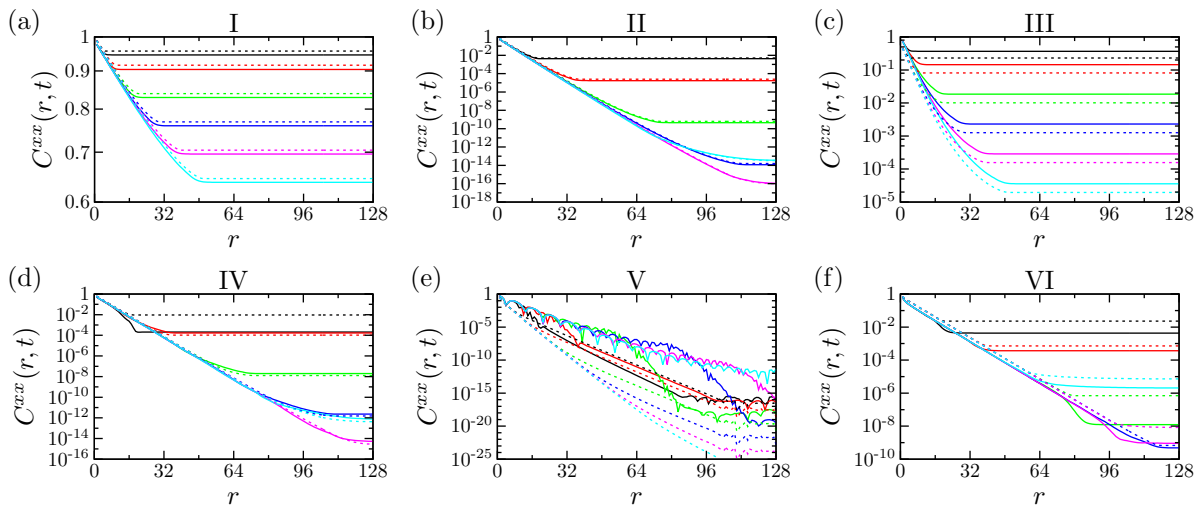 (a) I
C^{xx}(r, t)
1
0.9
0.8
0.7
0.6
0 32 64 96 128
r
(b) II
C^{xx}(r, t)
1
10^{-2}
10^{-4}
10^{-6}
10^{-8}
10^{-10}
10^{-12}
10^{-14}
10^{-16}
10^{-18}
0 32 64 96 128
r
(c) III
C^{xx}(r, t)
1
10^{-1}
10^{-2}
10^{-3}
10^{-4}
10^{-5}
0 32 64 96 128
r
(d) IV
C^{xx}(r, t)
1
10^{-2}
10^{-4}
10^{-6}
10^{-8}
10^{-10}
10^{-12}
10^{-14}
10^{-16}
0 32 64 96 128
r
(e) V
C^{xx}(r, t)
1
10^{-5}
10^{-10}
10^{-15}
10^{-20}
10^{-25}
0 32 64 96 128
r
(f) VI
C^{xx}(r, t)
1
10^{-2}
10^{-4}
10^{-6}
10^{-8}
10^{-10}
0 32 64 96 128
r